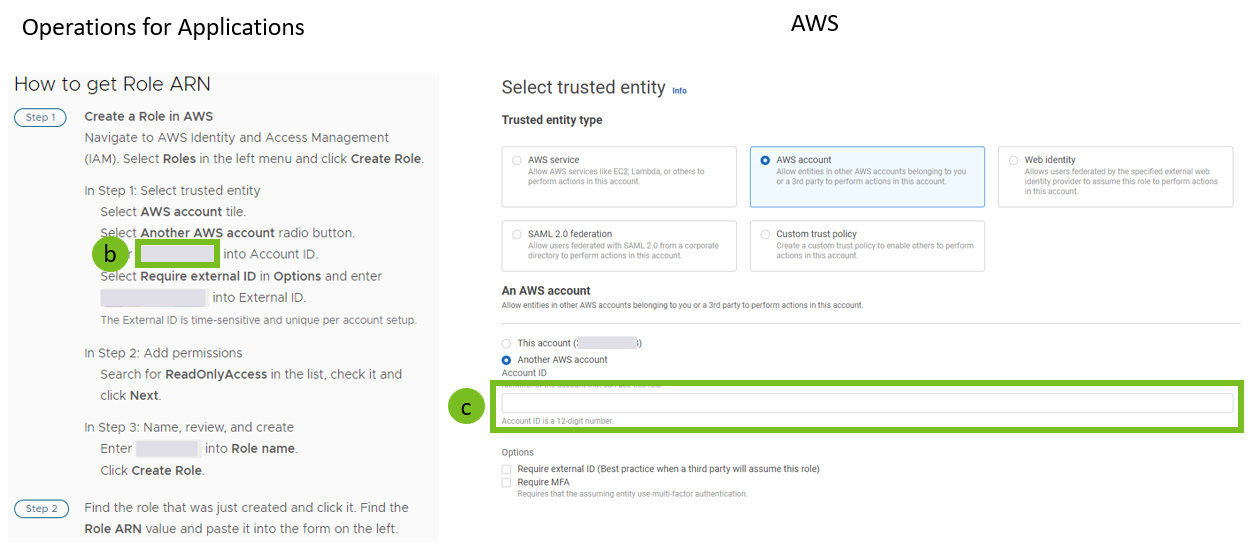 Operations for Applications
AWS
How to get Role ARN
Step 1
Create a Role in AWS
Navigate to AWS Identity and Access Management
(IAM). Select Roles in the left menu and click Create Role.
In Step 1: Select trusted entity
Select AWS account tile.
Select Another AWS account radio button.
b
into Account ID.
Select Require external ID in Options and enter
into External ID.
The External ID is time-sensitive and unique per account setup.
In Step 2: Add permissions
Search for ReadOnlyAccess in the list, check it and
click Next.
In Step 3: Name, review, and create
Enter into Role name.
Click Create Role.
Step 2
Find the role that was just created and click it. Find the
Role ARN value and paste it into the form on the left.
Select trusted entity Info
Trusted entity type
AWS service
Allow AWS services like EC2, Lambda, or others to
perform actions in this account.
AWS account
Allow entities in other AWS accounts belonging to you
or a 3rd party to perform actions in this account.
Web identity
Allows users federated by the specified external web
identity provider to assume this role to perform actions
in this account.
SAML 2.0 federation
Allow users federated with SAML 2.0 from a corporate
directory to perform actions in this account.
Custom trust policy
Create a custom trust policy to enable others to perform
actions in this account.
An AWS account
Allow entities in other AWS accounts belonging to you or a 3rd party to perform actions in this account.
This account (
Another AWS account
Account ID
Identifier of the account that can use this role
c
Account ID is a 12-digit number.
Options
Require external ID (Best practice when a third party will assume this role)
Require MFA
Requires that the assuming entity use multi-factor authentication.